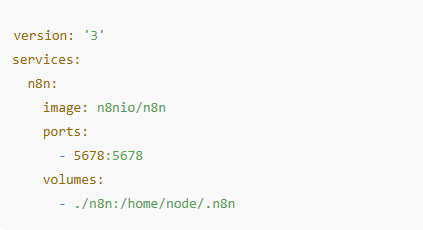 version: '3'
services:
  n8n:
    image: n8nio/n8n
    ports:
      - 5678:5678
    volumes:
      - ./n8n:/home/node/.n8n